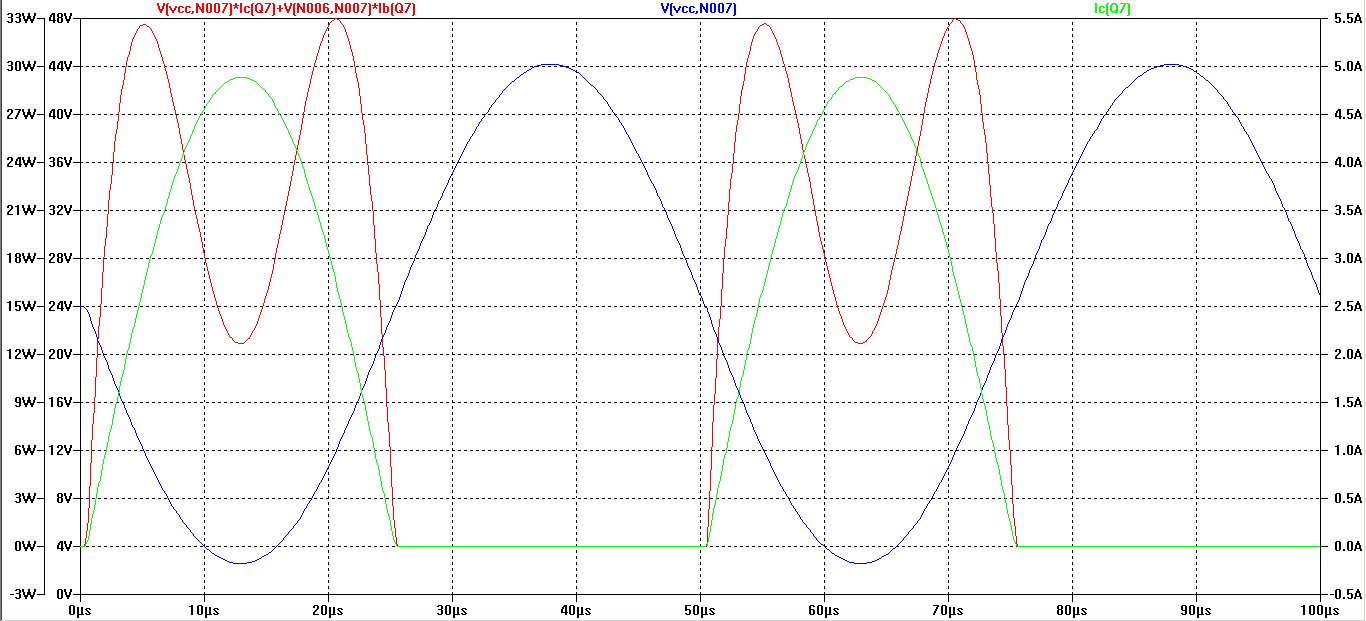 V(vcc,N007)*Ic(Q7)+V(N006,N007)*Ib(Q7) V(vcc,N007) Ic(Q7)
33W 48V 5.5A
30W 44V 5.0A
27W 40V 4.5A
24W 36V 4.0A
21W 32V 3.5A
18W 28V 3.0A
15W 24V 2.5A
12W 20V 2.0A
9W 16V 1.5A
6W 12V 1.0A
3W 8V 0.5A
0W 4V 0.0A
-3W 0V -0.5A
0µs 10µs 20µs 30µs 40µs 50µs 60µs 70µs 80µs 90µs 100µs